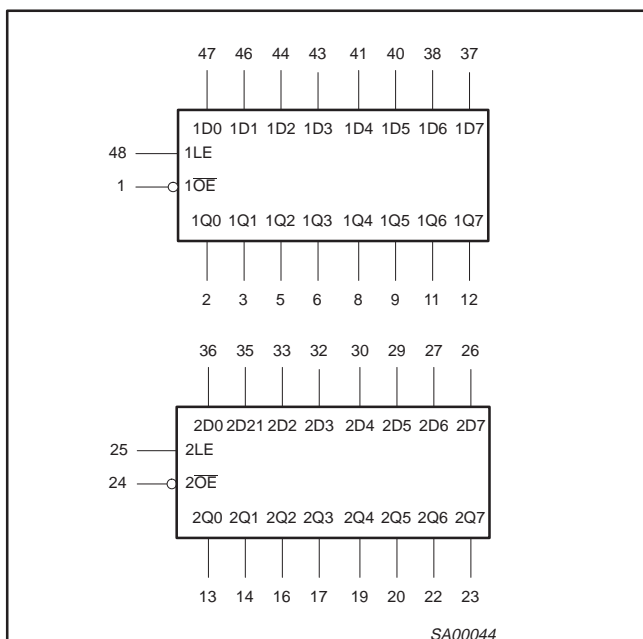 47 46 44 43 41 40 38 37
1D0 1D1 1D2 1D3 1D4 1D5 1D6 1D7
48 1LE
1 1O̅E̅
1Q0 1Q1 1Q2 1Q3 1Q4 1Q5 1Q6 1Q7
2 3 5 6 8 9 11 12
36 35 33 32 30 29 27 26
2D0 2D21 2D2 2D3 2D4 2D5 2D6 2D7
25 2LE
24 2O̅E̅
2Q0 2Q1 2Q2 2Q3 2Q4 2Q5 2Q6 2Q7
13 14 16 17 19 20 22 23
SA00044